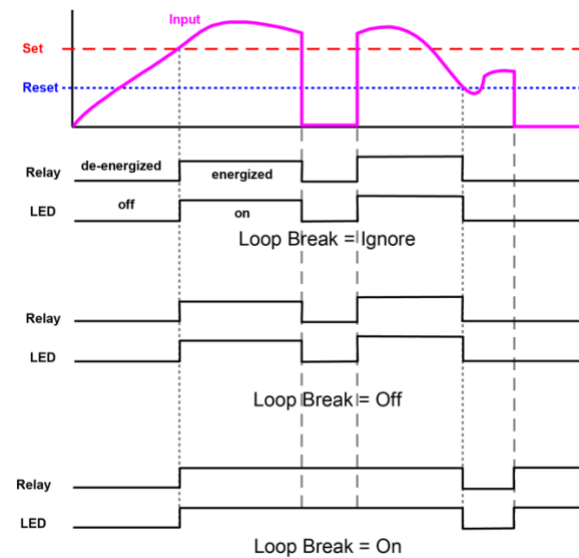 Input
Set
Reset
Relay de-energized energized
LED off on
Loop Break = Ignore
Relay
LED
Loop Break = Off
Relay
LED
Loop Break = On